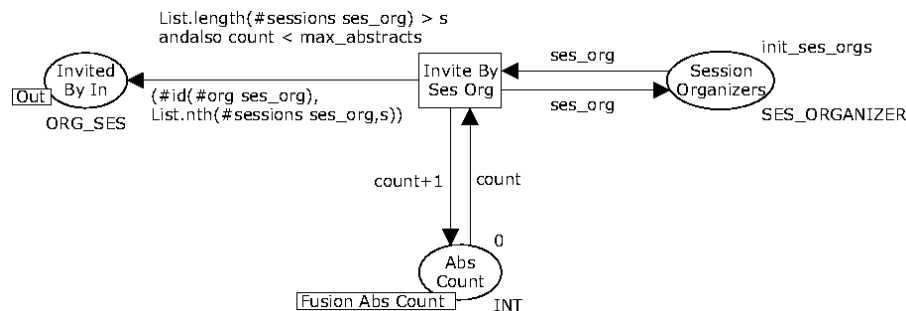 List.length(#sessions ses_org) > s
andalso count < max_abstracts
Invited
By In
Out
ORG_SES
(#id(#org ses_org),
List.nth(#sessions ses_org,s))
Invite By
Ses Org
ses_org
ses_org
init_ses_orgs
Session
Organizers
SES_ORGANIZER
count+1
count
0
Abs
Count
Fusion Abs Count
INT